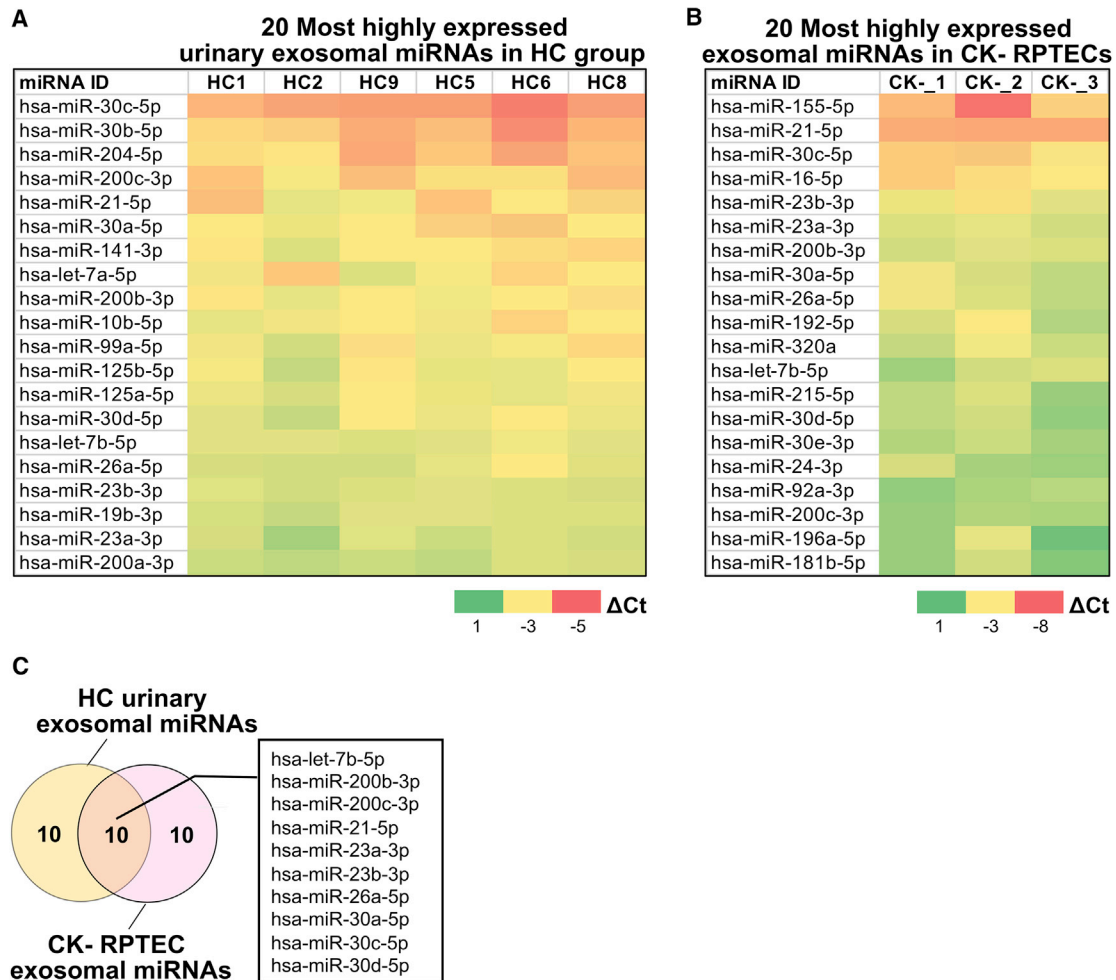 A
20 Most highly expressed
urinary exosomal miRNAs in HC group
miRNA ID HC1 HC2 HC9 HC5 HC6 HC8
hsa-miR-30c-5p
hsa-miR-30b-5p
hsa-miR-204-5p
hsa-miR-200c-3p
hsa-miR-21-5p
hsa-miR-30a-5p
hsa-miR-141-3p
hsa-let-7a-5p
hsa-miR-200b-3p
hsa-miR-10b-5p
hsa-miR-99a-5p
hsa-miR-125b-5p
hsa-miR-125a-5p
hsa-miR-30d-5p
hsa-let-7b-5p
hsa-miR-26a-5p
hsa-miR-23b-3p
hsa-miR-19b-3p
hsa-miR-23a-3p
hsa-miR-200a-3p
ΔCt
1 -3 -5
B
20 Most highly expressed
exosomal miRNAs in CK- RPTECs
miRNA ID CK-_1 CK-_2 CK-_3
hsa-miR-155-5p
hsa-miR-21-5p
hsa-miR-30c-5p
hsa-miR-16-5p
hsa-miR-23b-3p
hsa-miR-23a-3p
hsa-miR-200b-3p
hsa-miR-30a-5p
hsa-miR-26a-5p
hsa-miR-192-5p
hsa-miR-320a
hsa-let-7b-5p
hsa-miR-215-5p
hsa-miR-30d-5p
hsa-miR-30e-3p
hsa-miR-24-3p
hsa-miR-92a-3p
hsa-miR-200c-3p
hsa-miR-196a-5p
hsa-miR-181b-5p
ΔCt
1 -3 -8
C
HC urinary
exosomal miRNAs
10 10 10
CK- RPTEC
exosomal miRNAs
hsa-let-7b-5p
hsa-miR-200b-3p
hsa-miR-200c-3p
hsa-miR-21-5p
hsa-miR-23a-3p
hsa-miR-23b-3p
hsa-miR-26a-5p
hsa-miR-30a-5p
hsa-miR-30c-5p
hsa-miR-30d-5p